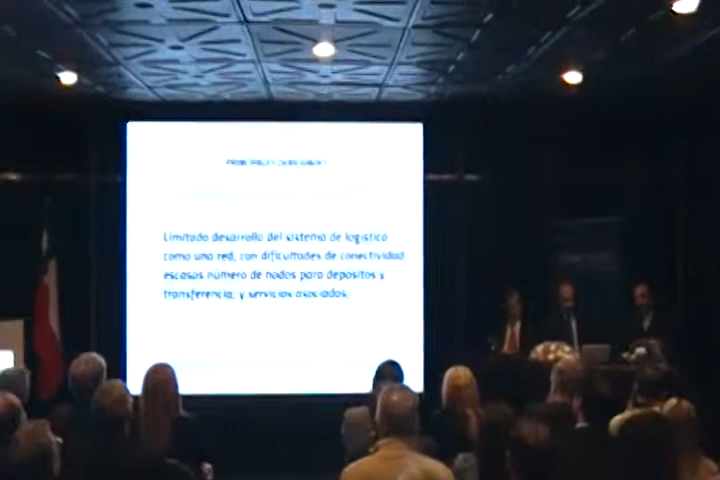 Limitado desarrollo del sistema de logística
como una red, con dificultades de conectividad
escasos número de nodos para depósitos y
transferencia; y servicios asociados.